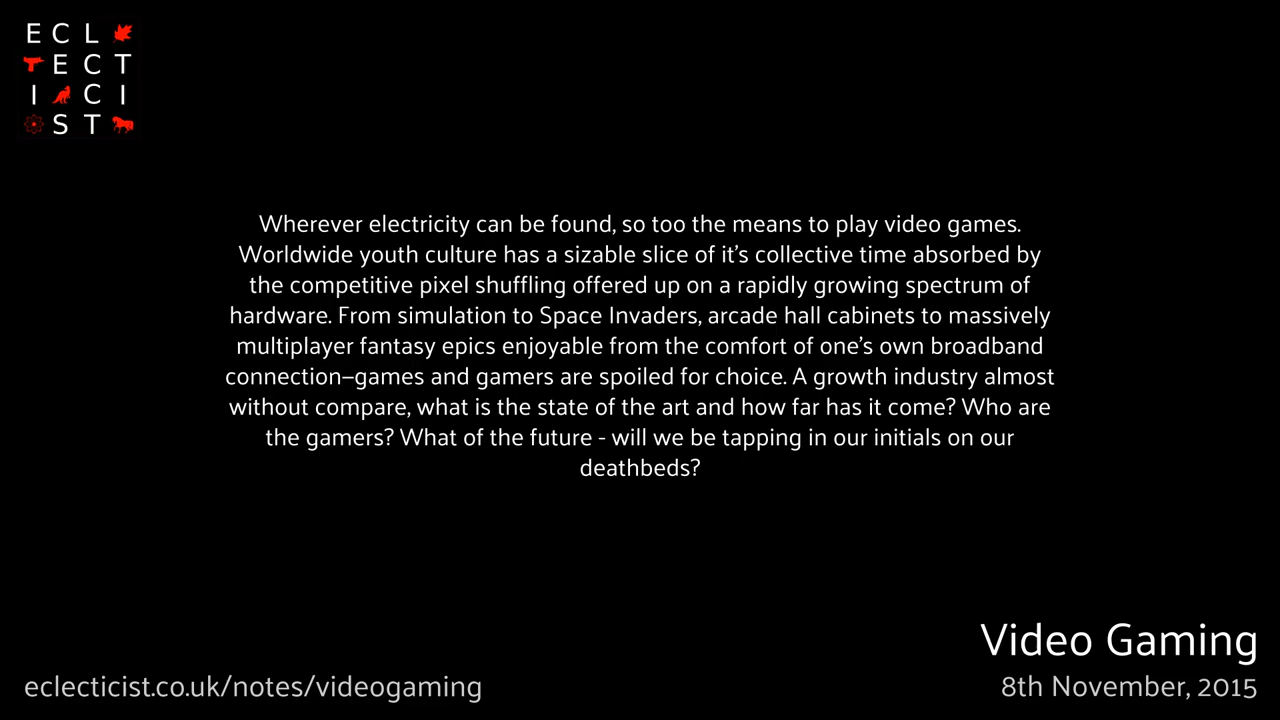 E C L
E C T
I C I
S T
Wherever electricity can be found, so too the means to play video games.
Worldwide youth culture has a sizable slice of it’s collective time absorbed by
the competitive pixel shuffling offered up on a rapidly growing spectrum of
hardware. From simulation to Space Invaders, arcade hall cabinets to massively
multiplayer fantasy epics enjoyable from the comfort of one’s own broadband
connection—games and gamers are spoiled for choice. A growth industry almost
without compare, what is the state of the art and how far has it come? Who are
the gamers? What of the future - will we be tapping in our initials on our
deathbeds?
Video Gaming
eclecticist.co.uk/notes/videogaming
8th November, 2015